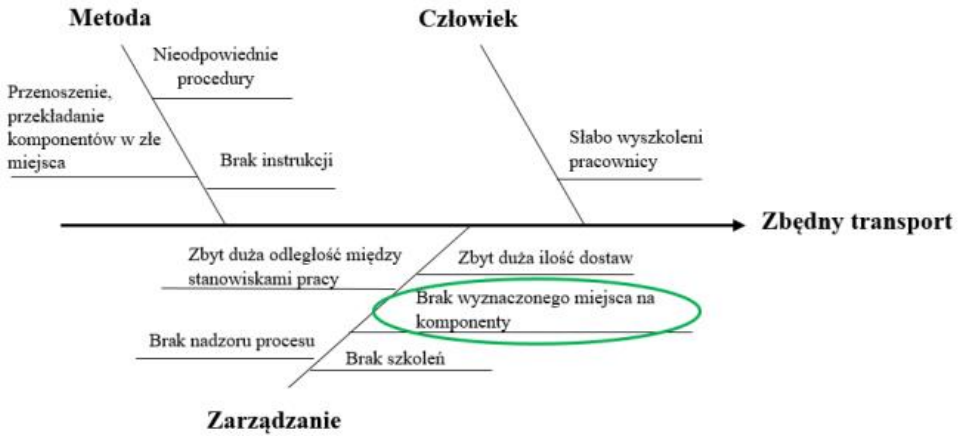 Metoda
Człowiek
Nieodpowiednie
procedury
Przenoszenie,
przekładanie
komponentów w złe
miejsca
Brak instrukcji
Słabo wyszkoleni
pracownicy
Zbędny transport
Zbyt duża odległość między
stanowiskami pracy
Zbyt duża ilość dostaw
Brak wyznaczonego miejsca na
komponenty
Brak nadzoru procesu
Brak szkoleń
Zarządzanie